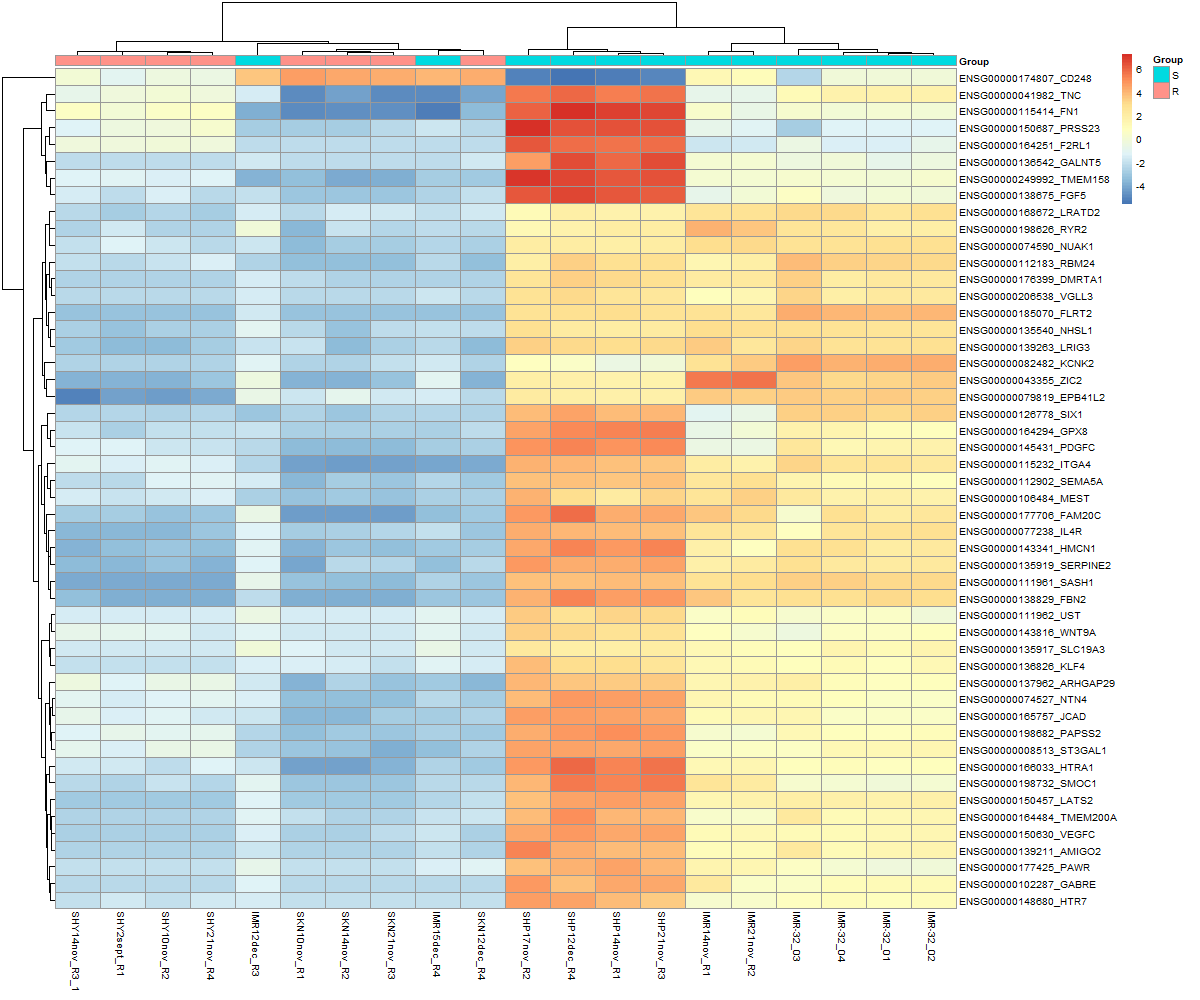 Group
ENSG00000174807_CD248
ENSG00000041982_TNC
ENSG00000115414_FN1
ENSG00000150687_PRSS23
ENSG00000164251_F2RL1
ENSG00000136542_GALNT5
ENSG00000249992_TMEM158
ENSG00000138675_FGF5
ENSG00000168672_LRATD2
ENSG00000198626_RYR2
ENSG00000074590_NUAK1
ENSG00000112183_RBM24
ENSG00000176399_DMRTA1
ENSG00000206538_VGLL3
ENSG00000185070_FLRT2
ENSG00000135540_NHSL1
ENSG00000139263_LRIG3
ENSG00000082482_KCNK2
ENSG00000043355_ZIC2
ENSG00000079819_EPB41L2
ENSG00000126778_SIX1
ENSG00000164294_GPX8
ENSG00000145431_PDGFC
ENSG00000115232_ITGA4
ENSG00000112902_SEMA5A
ENSG00000106484_MEST
ENSG00000177706_FAM20C
ENSG00000077238_IL4R
ENSG00000143341_HMCN1
ENSG00000135919_SERPINE2
ENSG00000111961_SASH1
ENSG00000138829_FBN2
ENSG00000111962_UST
ENSG00000143816_WNT9A
ENSG00000135917_SLC19A3
ENSG00000136826_KLF4
ENSG00000137962_ARHGAP29
ENSG00000074527_NTN4
ENSG00000165757_JCAD
ENSG00000198682_PAPSS2
ENSG00000008513_ST3GAL1
ENSG00000166033_HTRA1
ENSG00000198732_SMOC1
ENSG00000150457_LATS2
ENSG00000164484_TMEM200A
ENSG00000150630_VEGFC
ENSG00000139211_AMIGO2
ENSG00000177425_PAWR
ENSG00000102287_GABRE
ENSG00000148680_HTR7
SHY14nov_R3_1
SHY2sept_R1
SHY10nov_R2
SHY21nov_R4
IMR12dec_R3
SKN10nov_R1
SKN14nov_R2
SKN21nov_R3
IMR15dec_R4
SKN12dec_R4
SHP17nov_R2
SHP12dec_R4
SHP14nov_R1
SHP21nov_R3
IMR14nov_R1
IMR21nov_R2
IMR-32_03
IMR-32_04
IMR-32_01
IMR-32_02
6
4
2
0
-2
-4
Group
S
R